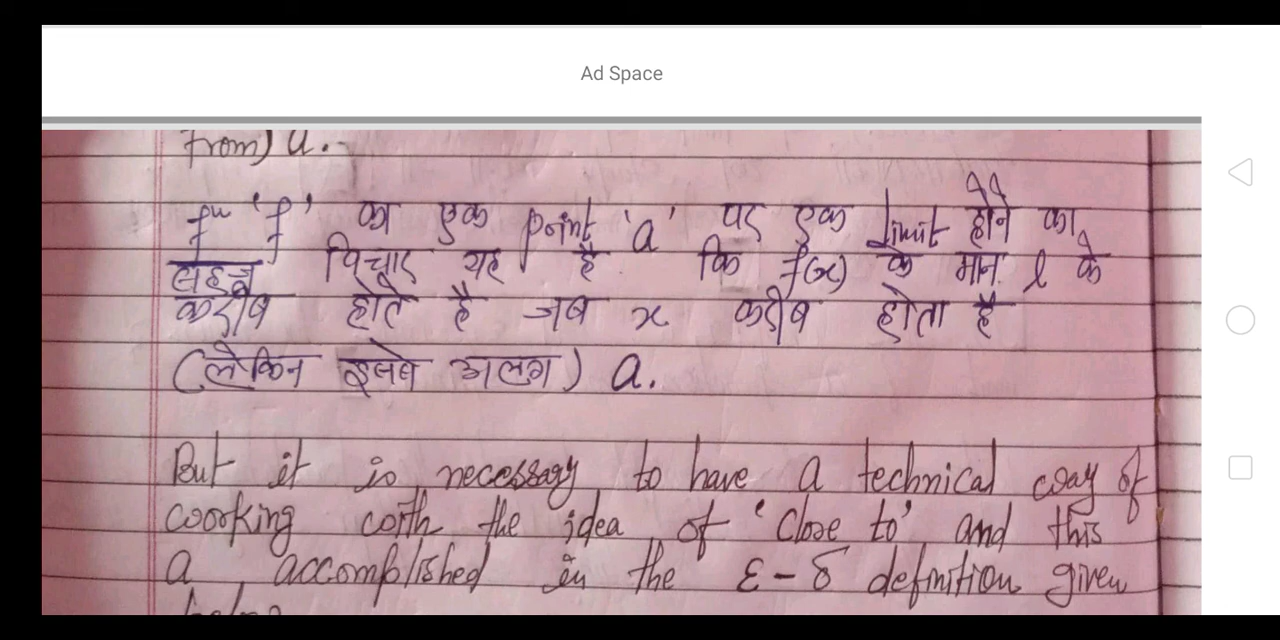 Ad Space
from) a.
fn 'f' का एक point 'a' पर एक limit होने का
सहज विचार यह है कि f(x) के मान l के
करीब होते है जब x करीब होता है
(लेकिन इससे अलग) a.
But it is necessary to have a technical way of
working with the idea of 'close to' and this
a accomplished in the ε-δ definition given